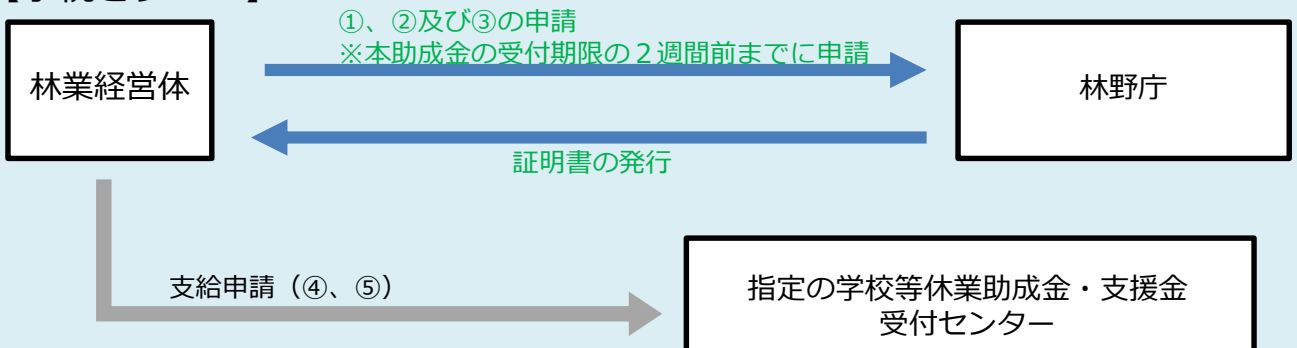 ①、②及び③の申請
※本助成金の受付期限の２週間前までに申請
林業経営体
林野庁
証明書の発行
支給申請（④、⑤）
指定の学校等休業助成金・支援金
受付センター